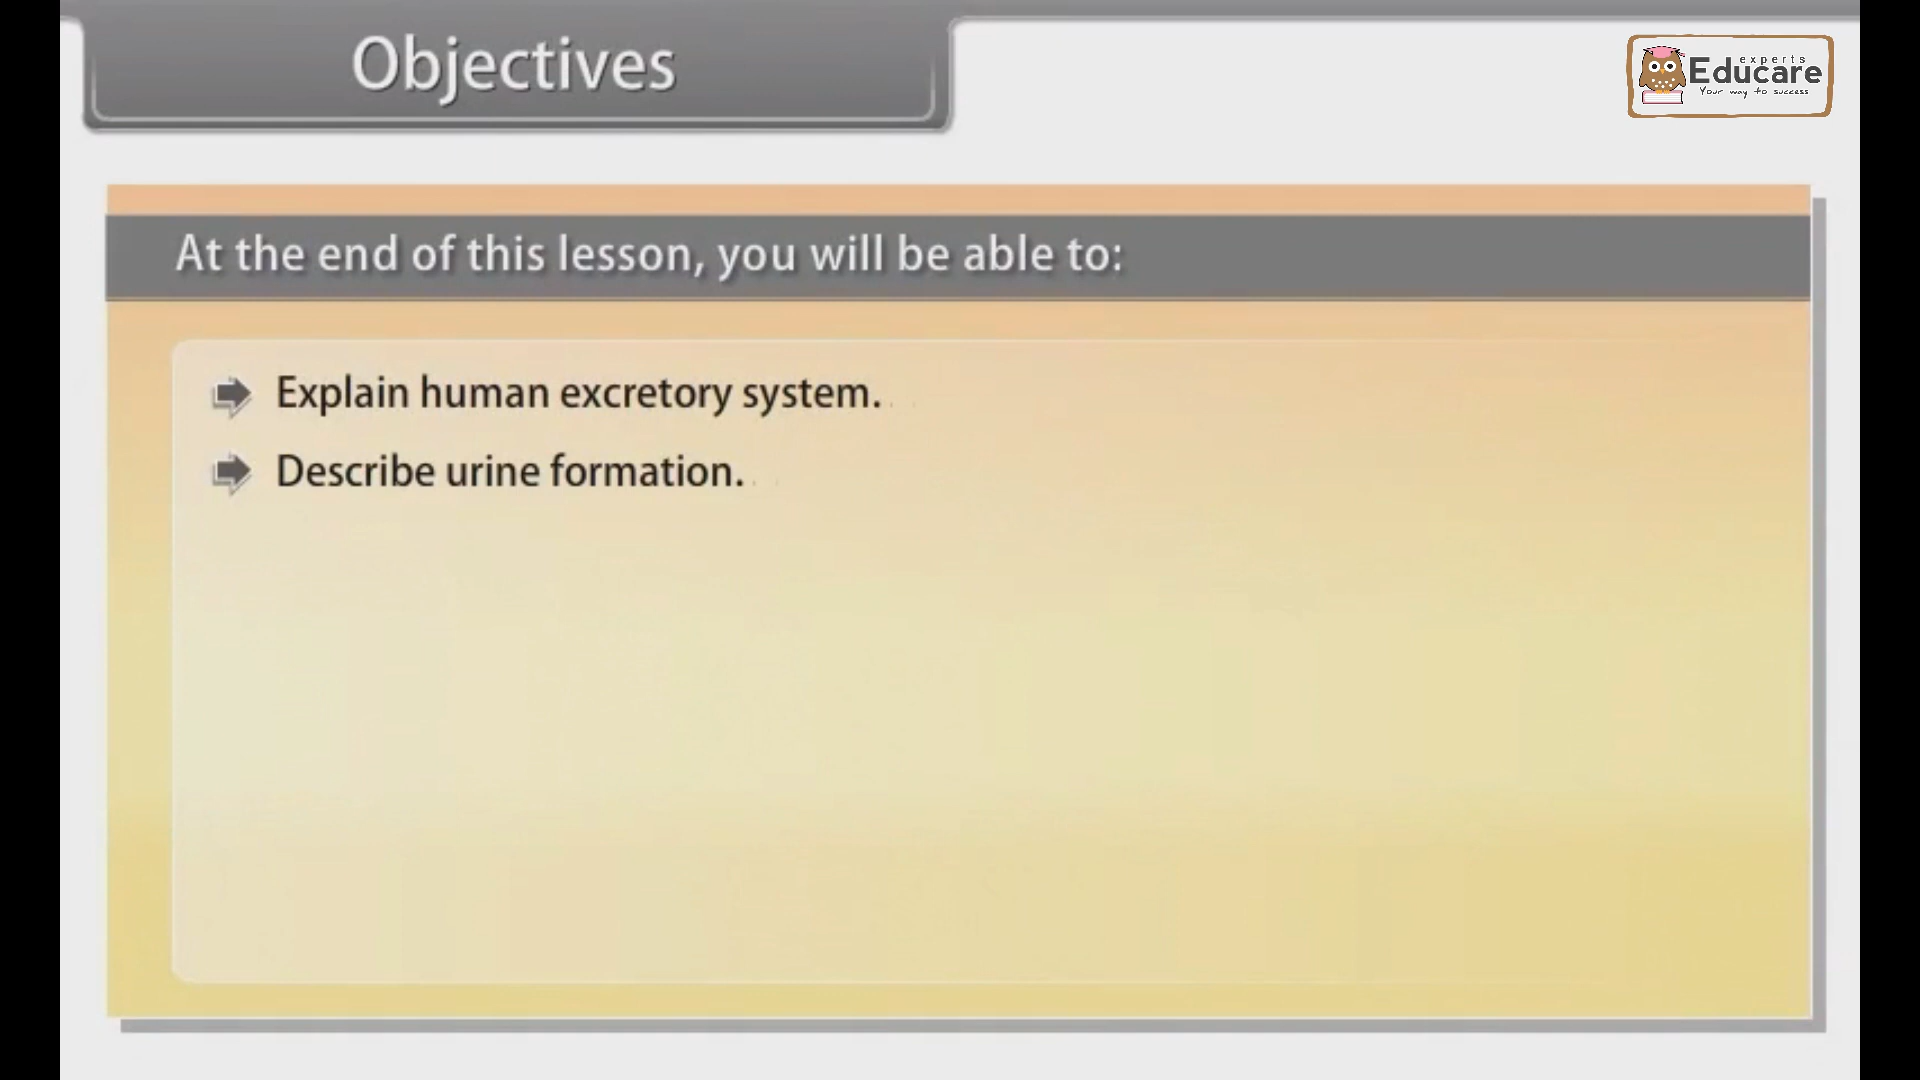 Objectives
experts
Educare
Your way to success
At the end of this lesson, you will be able to:
Explain human excretory system.
Describe urine formation.